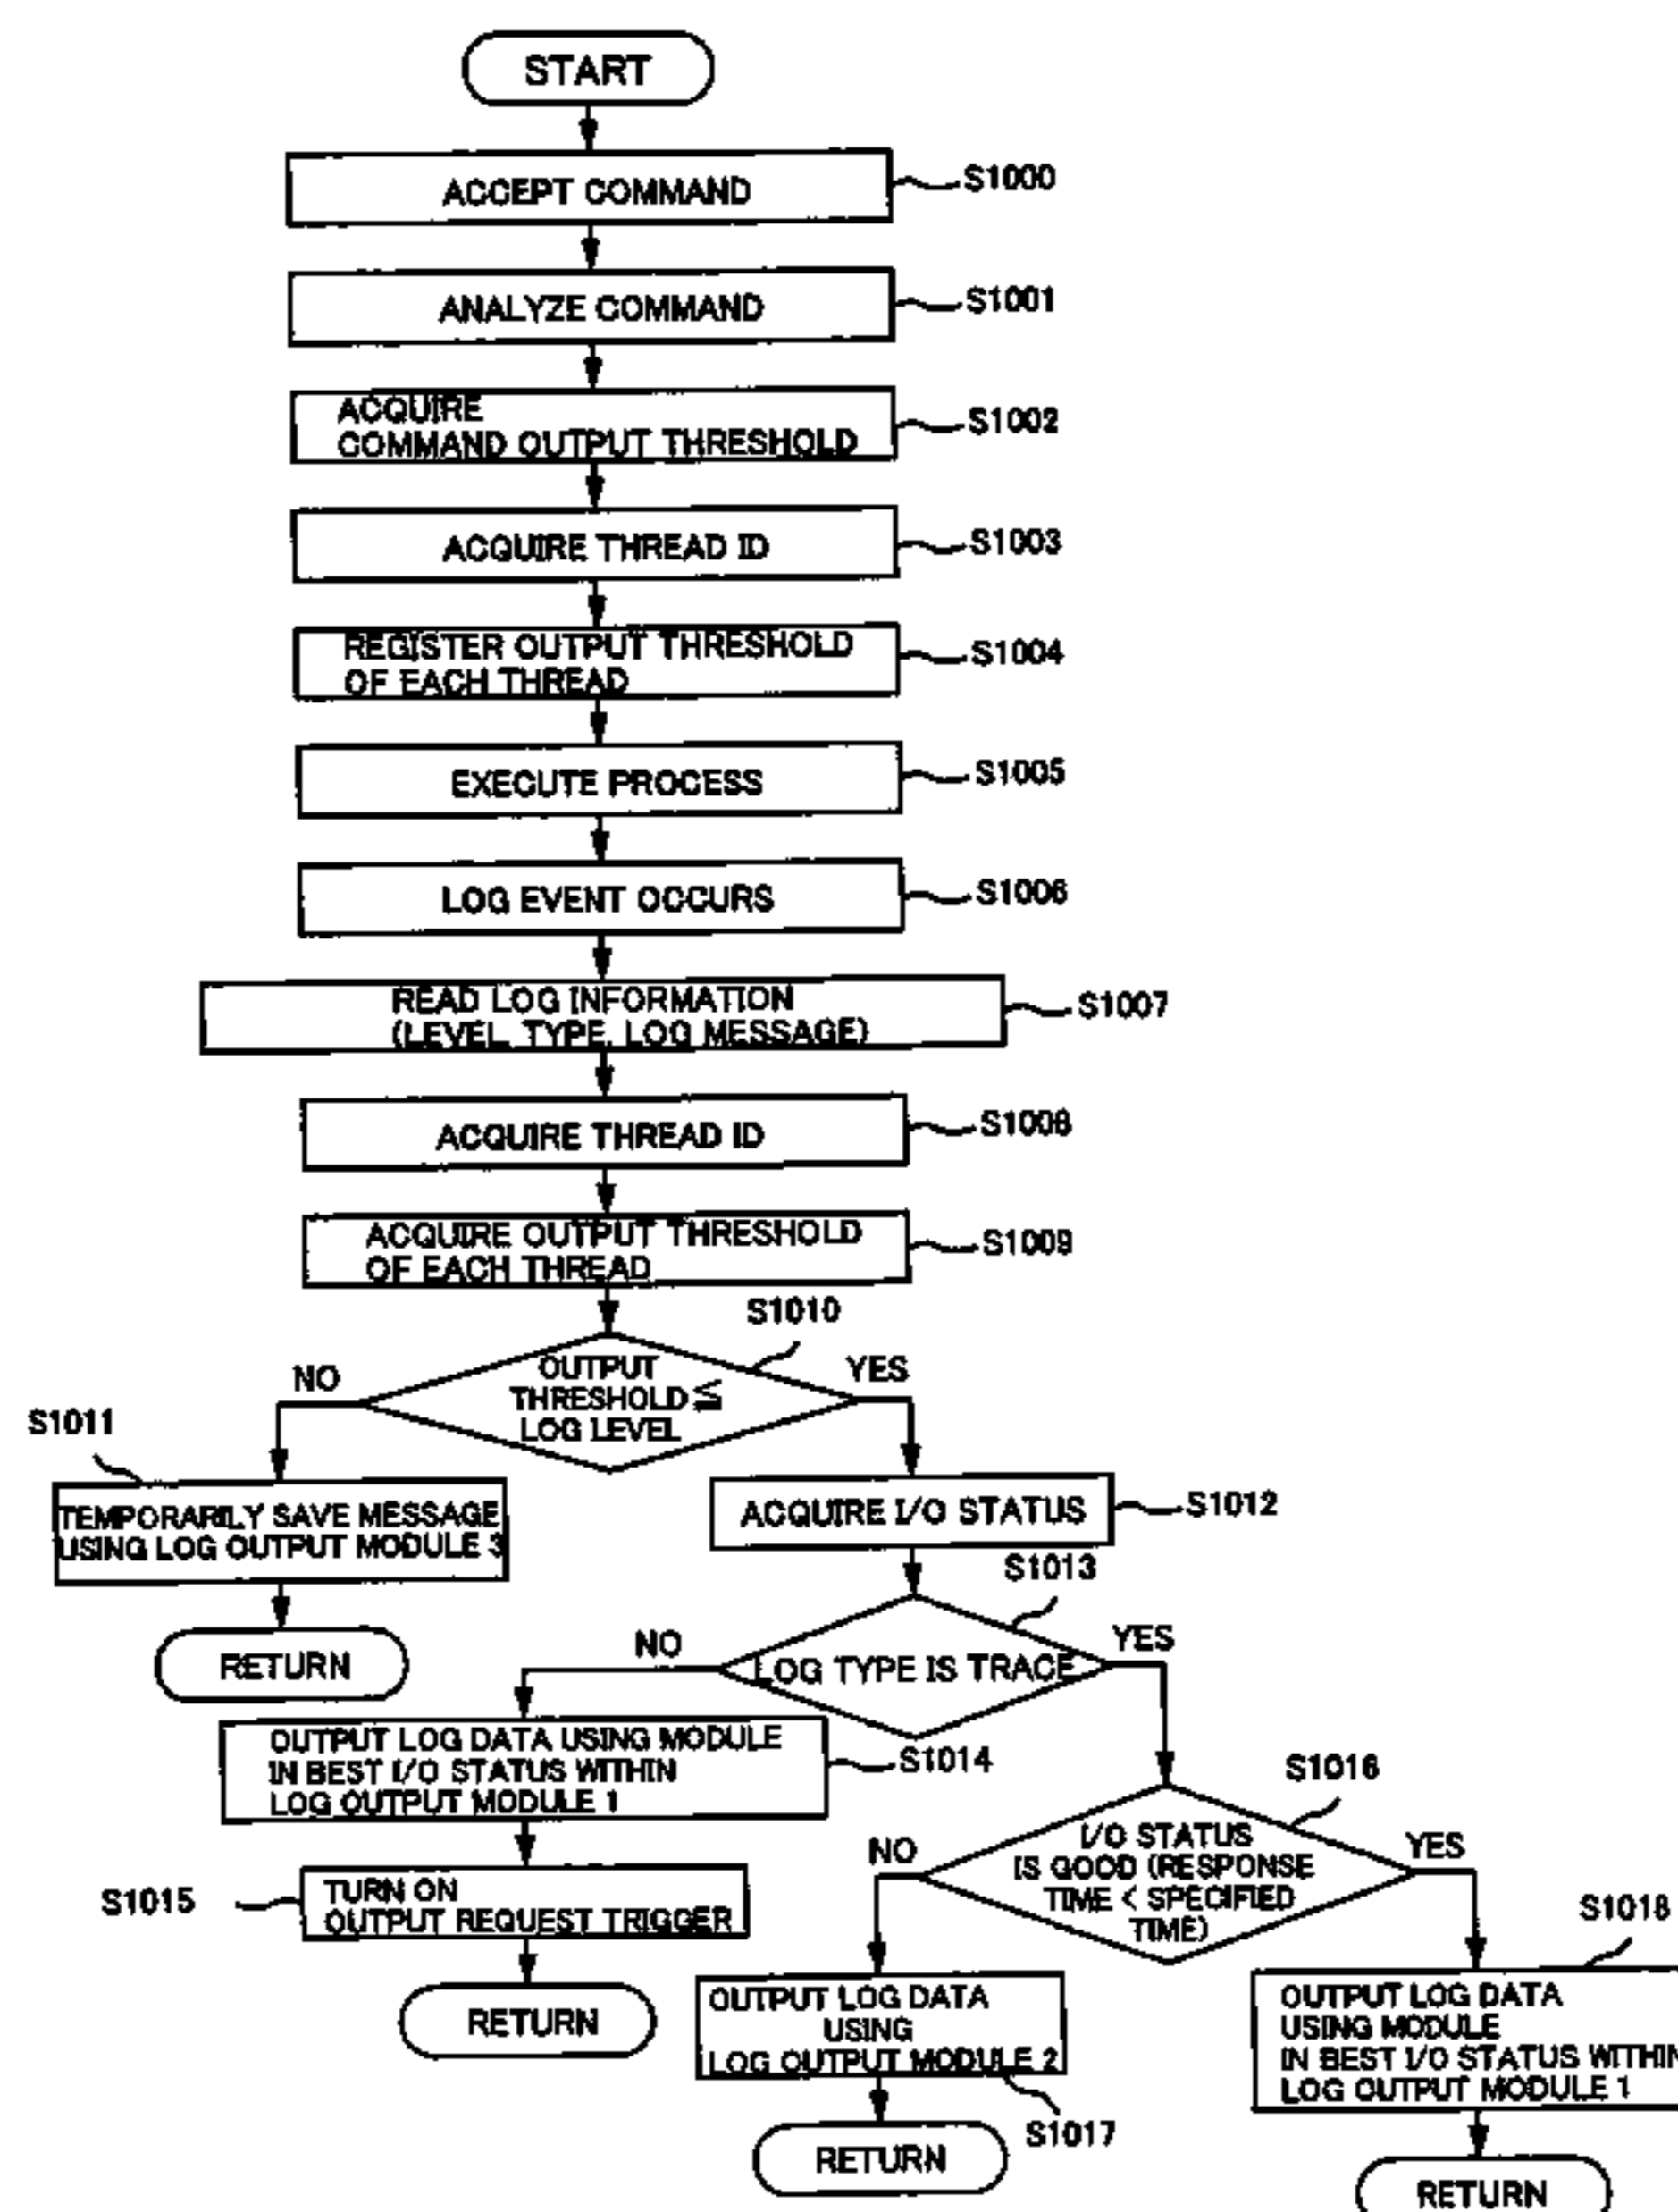 START
ACCEPT COMMAND
S1000
ANALYZE COMMAND
S1001
ACQUIRE
COMMAND OUTPUT THRESHOLD
S1002
ACQUIRE THREAD ID
S1003
REGISTER OUTPUT THRESHOLD
OF EACH THREAD
S1004
EXECUTE PROCESS
S1005
LOG EVENT OCCURS
S1006
READ LOG INFORMATION
(LEVEL, TYPE, LOG MESSAGE)
S1007
ACQUIRE THREAD ID
S1008
ACQUIRE OUTPUT THRESHOLD
OF EACH THREAD
S1009
S1010
OUTPUT
THRESHOLD ≦
LOG LEVEL
NO
YES
S1011
TEMPORARILY SAVE MESSAGE
USING LOG OUTPUT MODULE 3
RETURN
ACQUIRE I/O STATUS
S1012
S1013
LOG TYPE IS TRACE
NO
YES
OUTPUT LOG DATA USING MODULE
IN BEST I/O STATUS WITHIN
LOG OUTPUT MODULE 1
S1014
S1015
TURN ON
OUTPUT REQUEST TRIGGER
RETURN
S1016
I/O STATUS
IS GOOD (RESPONSE
TIME < SPECIFIED
TIME)
NO
YES
OUTPUT LOG DATA
USING
LOG OUTPUT MODULE 2
S1017
RETURN
S1018
OUTPUT LOG DATA
USING MODULE
IN BEST I/O STATUS WITHIN
LOG OUTPUT MODULE 1
RETURN